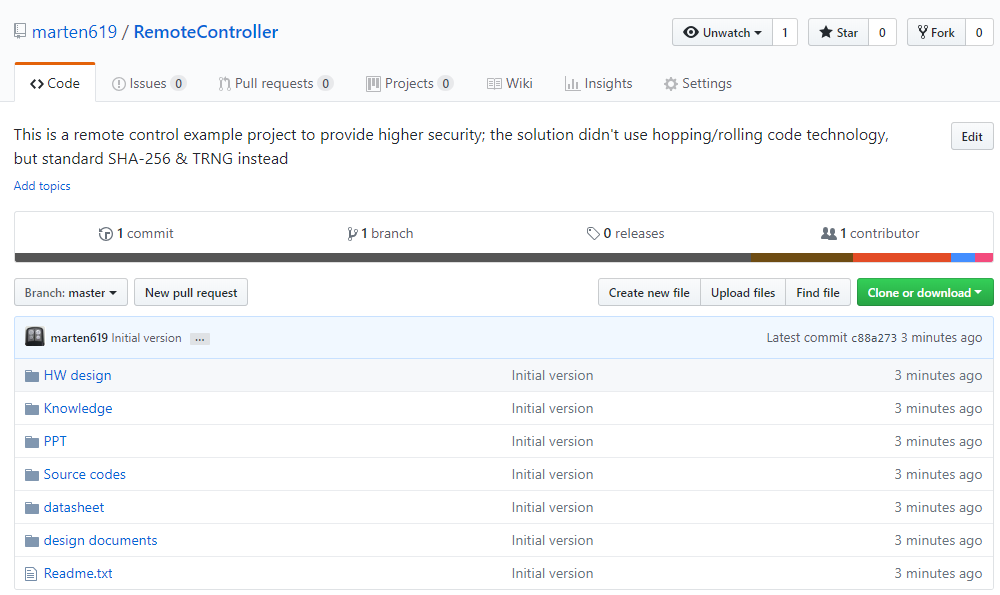 marten619 / RemoteController
Unwatch 1 Star 0 Fork 0
Code Issues 0 Pull requests 0 Projects 0 Wiki Insights Settings
This is a remote control example project to provide higher security; the solution didn't use hopping/rolling code technology,
but standard SHA-256 & TRNG instead
Edit
Add topics
1 commit 1 branch 0 releases 1 contributor
Branch: master New pull request Create new file Upload files Find file Clone or download
marten619 Initial version ... Latest commit c88a273 3 minutes ago
HW design Initial version 3 minutes ago
Knowledge Initial version 3 minutes ago
PPT Initial version 3 minutes ago
Source codes Initial version 3 minutes ago
datasheet Initial version 3 minutes ago
design documents Initial version 3 minutes ago
Readme.txt Initial version 3 minutes ago